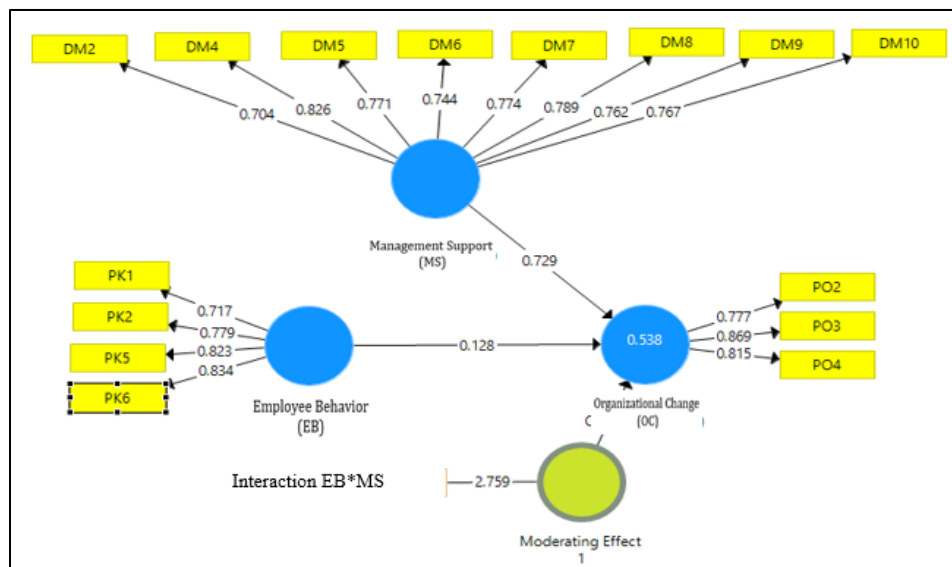 DM2 DM4 DM5 DM6 DM7 DM8 DM9 DM10
0.704 0.826 0.771 0.744 0.774 0.789 0.762 0.767
Management Support
(MS)
0.729
PK1
PK2
PK5
PK6
0.717
0.779
0.823
0.834
Employee Behavior
(EB)
0.128
0.538
Organizational Change
(OC)
0.777
0.869
0.815
PO2
PO3
PO4
Interaction EB*MS
2.759
Moderating Effect
1